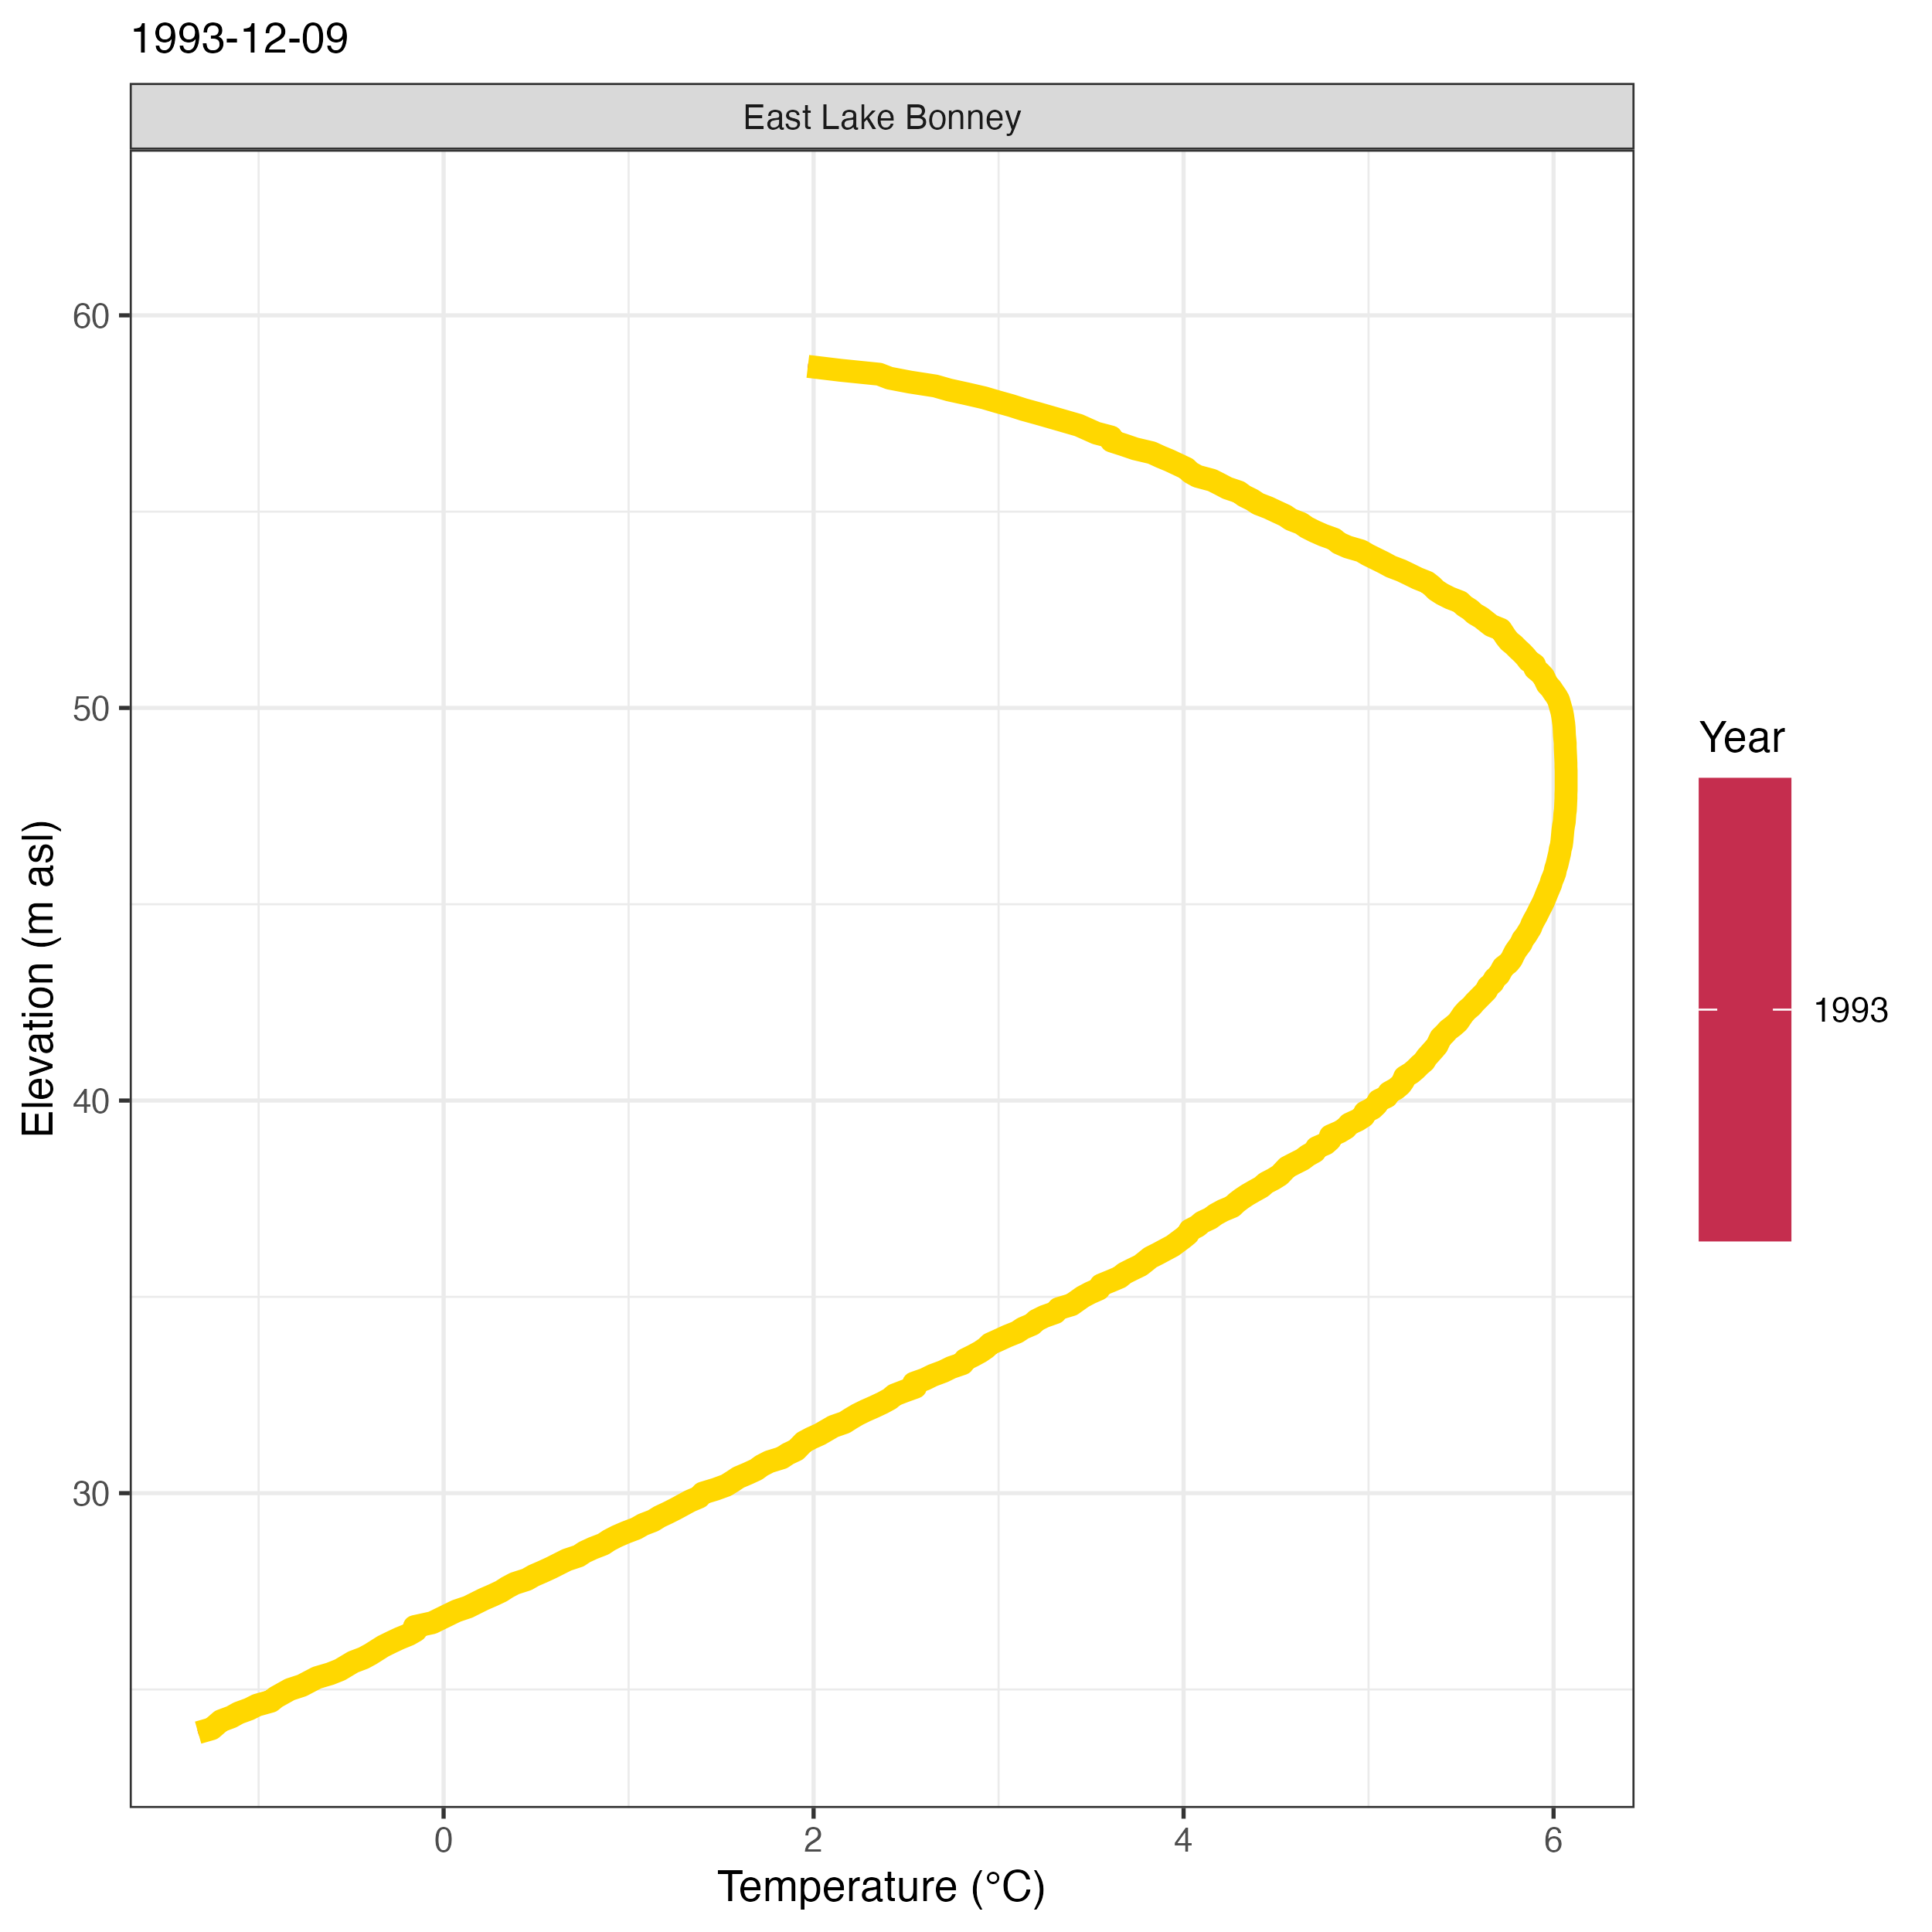 1993-12-09
East Lake Bonney
60
50
40
30
Elevation (m asl)
0 2 4 6
Temperature (°C)
Year
1993